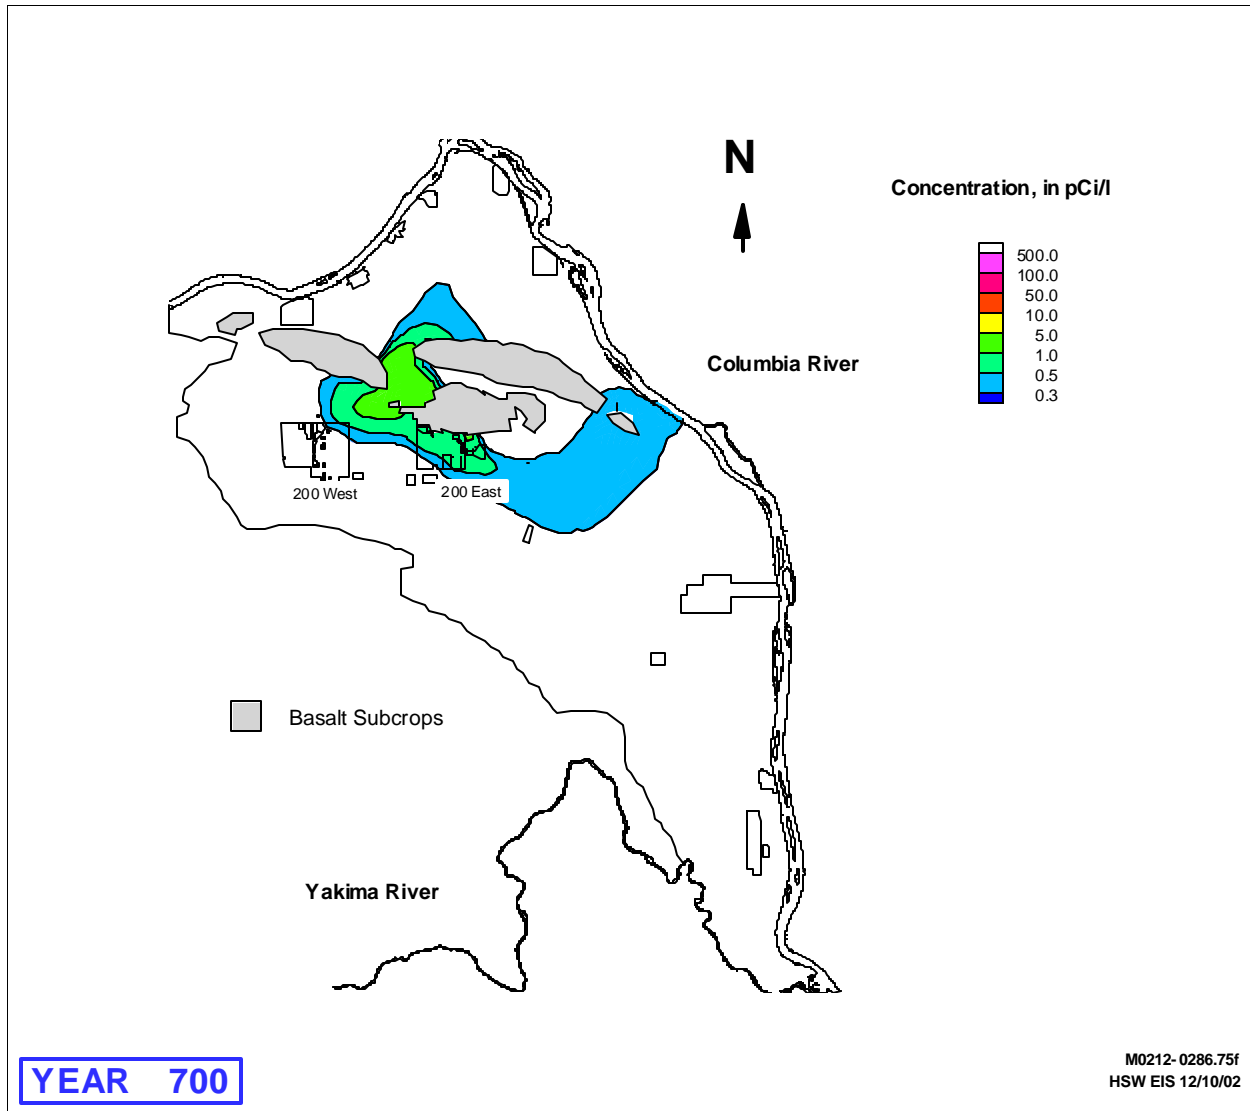 N
Concentration, in pCi/l
500.0
100.0
50.0
10.0
5.0
1.0
0.5
0.3
Columbia River
200 West
200 East
Basalt Subcrops
Yakima River
YEAR 700
M0212-0286.75f
HSW EIS 12/10/02